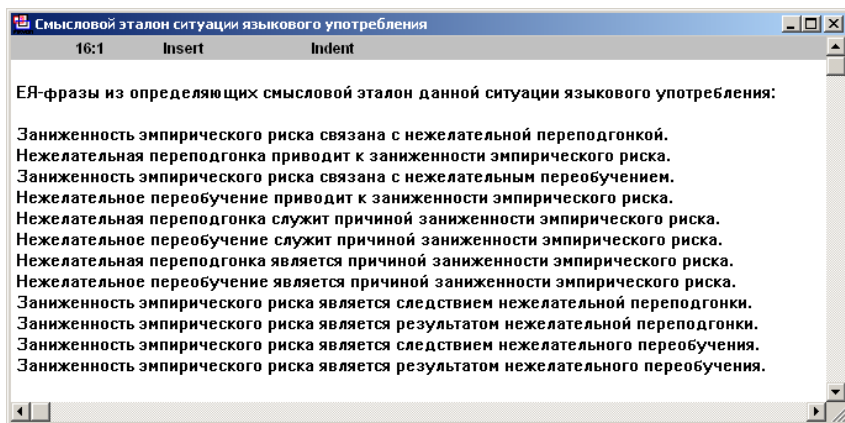 Смысловой эталон ситуации языкового употребления
16:1 Insert Indent
ЕЯ-фразы из определяющих смысловой эталон данной ситуации языкового употребления:
Заниженность эмпирического риска связана с нежелательной переподгонкой.
Нежелательная переподгонка приводит к заниженности эмпирического риска.
Заниженность эмпирического риска связана с нежелательным переобучением.
Нежелательное переобучение приводит к заниженности эмпирического риска.
Нежелательная переподгонка служит причиной заниженности эмпирического риска.
Нежелательное переобучение служит причиной заниженности эмпирического риска.
Нежелательная переподгонка является причиной заниженности эмпирического риска.
Нежелательное переобучение является причиной заниженности эмпирического риска.
Заниженность эмпирического риска является следствием нежелательной переподгонки.
Заниженность эмпирического риска является результатом нежелательной переподгонки.
Заниженность эмпирического риска является следствием нежелательного переобучения.
Заниженность эмпирического риска является результатом нежелательного переобучения.